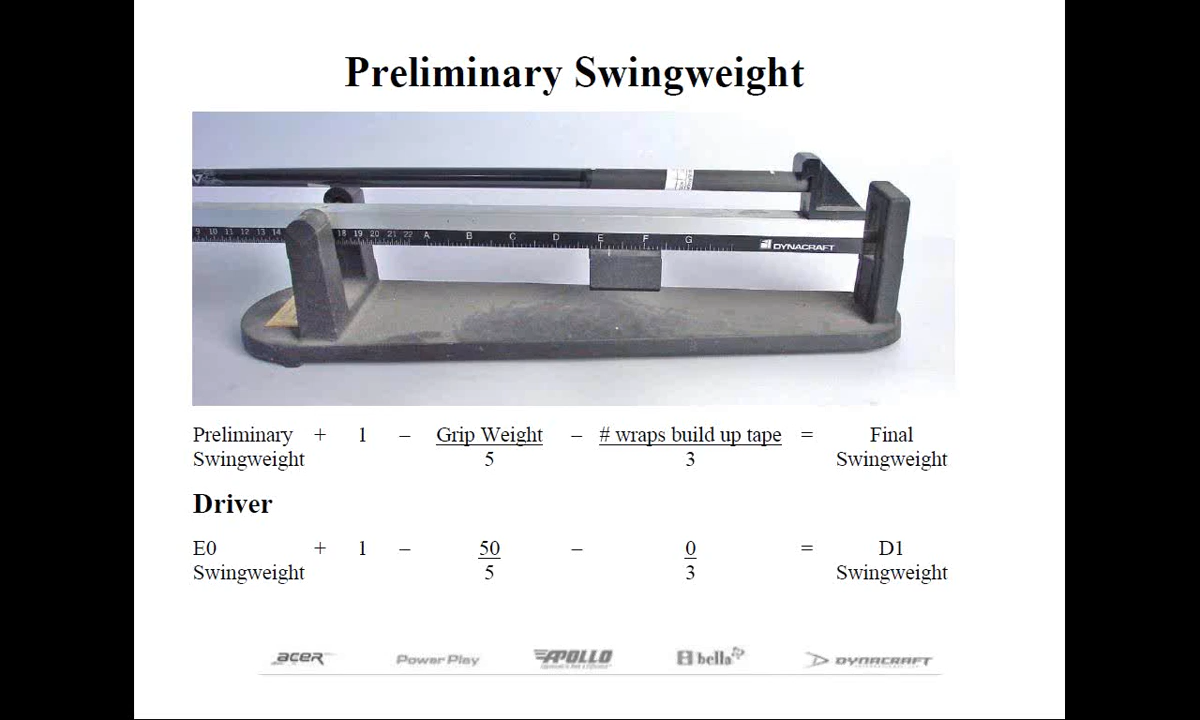 Preliminary Swingweight
9 10 11 12 13 14 18 19 20 21 22 A B C D E F G DYNACRAFT
Preliminary + 1 – Grip Weight – # wraps build up tape = Final
Swingweight 5 3 Swingweight
Driver
E0 + 1 – 50 – 0 = D1
Swingweight 5 3 Swingweight
acer Power Play APOLLO bella DYNACRAFT